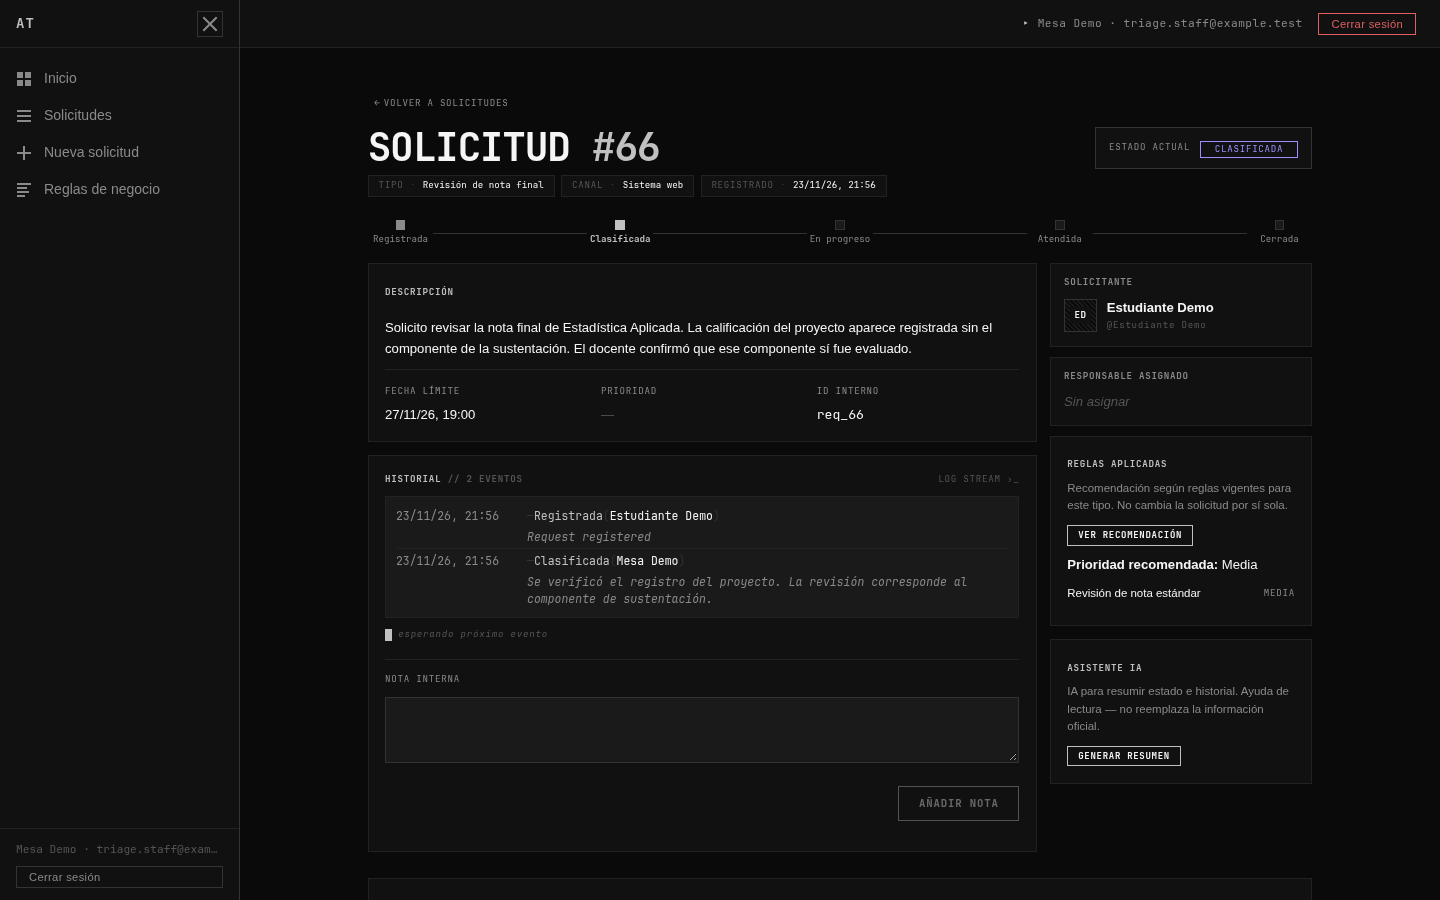 AT
Inicio
Solicitudes
Nueva solicitud
Reglas de negocio
Mesa Demo · triage.staff@exam…
Cerrar sesión
▸ Mesa Demo · triage.staff@example.test
Cerrar sesión
← VOLVER A SOLICITUDES
SOLICITUD #66
ESTADO ACTUAL CLASIFICADA
TIPO · Revisión de nota final
CANAL · Sistema web
REGISTRADO · 23/11/26, 21:56
Registrada
Clasificada
En progreso
Atendida
Cerrada
DESCRIPCIÓN
Solicito revisar la nota final de Estadística Aplicada. La calificación del proyecto aparece registrada sin el
componente de la sustentación. El docente confirmó que ese componente sí fue evaluado.
FECHA LÍMITE
27/11/26, 19:00
PRIORIDAD
—
ID INTERNO
req_66
HISTORIAL // 2 EVENTOS
LOG STREAM ›_
23/11/26, 21:56 —Registrada(Estudiante Demo)
Request registered
23/11/26, 21:56 —Clasificada(Mesa Demo)
Se verificó el registro del proyecto. La revisión corresponde al
componente de sustentación.
esperando próximo evento
NOTA INTERNA
AÑADIR NOTA
SOLICITANTE
ED
Estudiante Demo
@Estudiante Demo
RESPONSABLE ASIGNADO
Sin asignar
REGLAS APLICADAS
Recomendación según reglas vigentes para
este tipo. No cambia la solicitud por sí sola.
VER RECOMENDACIÓN
Prioridad recomendada: Media
Revisión de nota estándar MEDIA
ASISTENTE IA
IA para resumir estado e historial. Ayuda de
lectura — no reemplaza la información
oficial.
GENERAR RESUMEN